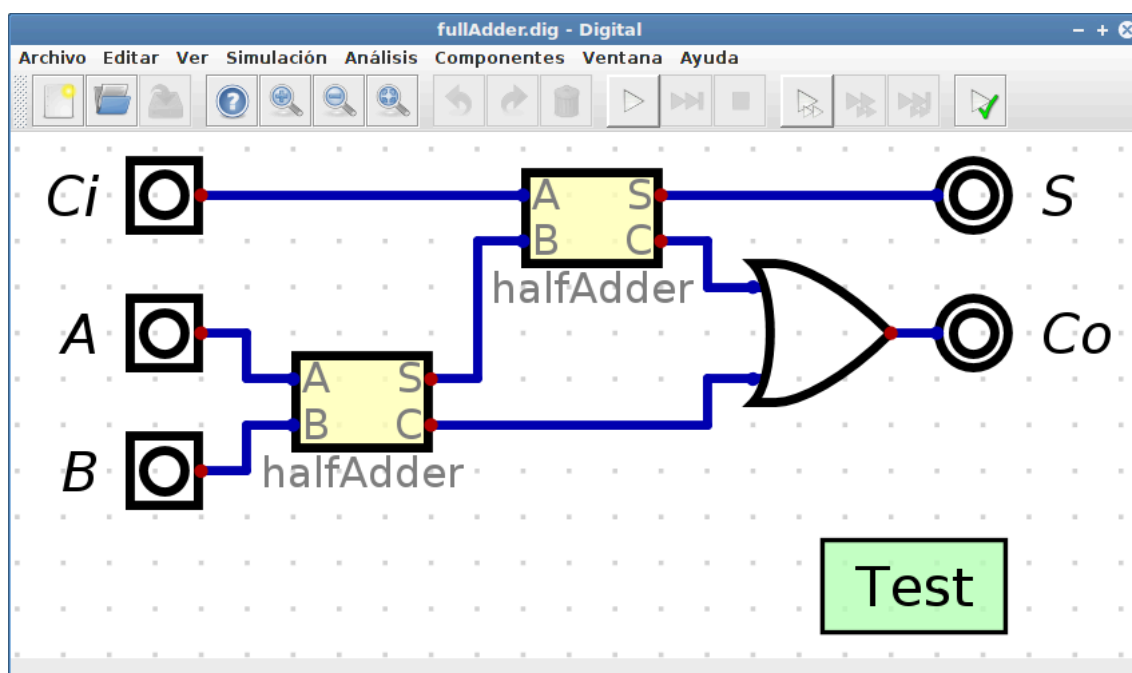 fullAdder.dig - Digital
Archivo Editar Ver Simulación Análisis Componentes Ventana Ayuda
Ci
A S
S
B C
halfAdder
A
Co
A S
B C
B
halfAdder
Test